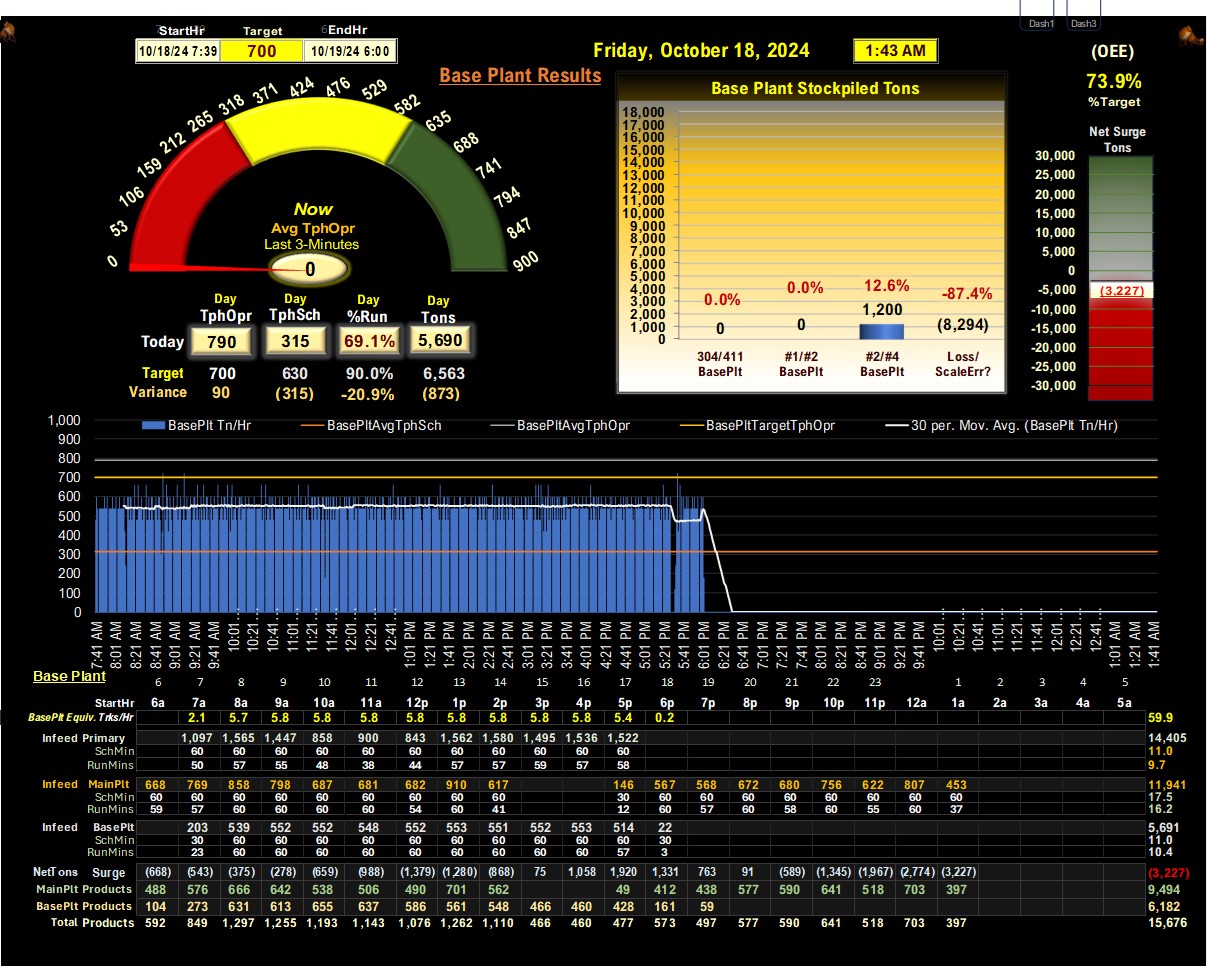 Dash1 Dash3
StartHr Target EndHr
10/18/24 7:39 700 10/19/24 6:00
Friday, October 18, 2024 1:43 AM
Base Plant Results
(OEE)
73.9%
%Target
Net Surge
Tons
30,000
25,000
20,000
15,000
10,000
5,000
0
-5,000
-10,000
-15,000
-20,000
-25,000
-30,000
(3,227)
0 53 106 159 212 265 318 371 424 476 529 582 635 688 741 794 847 900
Now
Avg TphOpr
Last 3-Minutes
0
Day Day Day Day
TphOpr TphSch %Run Tons
Today 790 315 69.1% 5,690
Target 700 630 90.0% 6,563
Variance 90 (315) -20.9% (873)
Base Plant Stockpiled Tons
18,000
17,000
16,000
15,000
14,000
13,000
12,000
11,000
10,000
9,000
8,000
7,000
6,000
5,000
4,000
3,000
2,000
1,000
0
0.0% 0.0% 12.6% -87.4%
0 0 1,200 (8,294)
304/411 #1/#2 #2/#4 Loss/
BasePlt BasePlt BasePlt ScaleErr?
BasePlt Tn/Hr BasePltAvgTphSch BasePltAvgTphOpr BasePltTargetTphOpr 30 per. Mov. Avg. (BasePlt Tn/Hr)
1,000
900
800
700
600
500
400
300
200
100
0
7:41 AM 8:01 AM 8:21 AM 8:41 AM 9:01 AM 9:21 AM 9:41 AM 10:01... 10:21... 10:41... 11:01... 11:21... 11:41... 12:01... 12:21... 12:41... 1:01 PM 1:21 PM 1:41 PM 2:01 PM 2:21 PM 2:41 PM 3:01 PM 3:21 PM 3:41 PM 4:01 PM 4:21 PM 4:41 PM 5:01 PM 5:21 PM 5:41 PM 6:01 PM 6:21 PM 6:41 PM 7:01 PM 7:21 PM 7:41 PM 8:01 PM 8:21 PM 8:41 PM 9:01 PM 9:21 PM 9:41 PM 10:01... 10:21... 10:41... 11:01... 11:21... 11:41... 12:01... 12:21... 12:41... 1:01 AM 1:21 AM 1:41 AM
Base Plant
6 7 8 9 10 11 12 13 14 15 16 17 18 19 20 21 22 23 1 2 3 4 5
StartHr 6a 7a 8a 9a 10a 11a 12p 1p 2p 3p 4p 5p 6p 7p 8p 9p 10p 11p 1a 2a 3a 4a 5a
BasePlt Equiv. Trks/Hr 2.1 5.7 5.8 5.8 5.8 5.8 5.8 5.8 5.8 5.8 5.4 0.2 59.9
Infeed Primary 1,097 1,565 1,447 858 900 843 1,562 1,580 1,495 1,536 1,522 14,405
SchMin 60 60 60 60 60 60 60 60 60 60 60 11.0
RunMins 50 57 55 48 38 44 57 57 59 57 58 9.7
Infeed MainPlt 668 769 858 798 687 681 682 910 617 146 567 568 672 680 756 622 807 453 11,941
SchMin 60 60 60 60 60 60 60 60 60 30 60 60 60 60 60 60 60 60 17.5
RunMins 59 57 60 60 60 60 54 60 41 12 60 57 58 60 60 55 60 37 16.2
Infeed BasePlt 203 539 552 552 548 552 553 551 552 553 514 22 5,691
SchMin 30 60 60 60 60 60 60 60 60 60 60 30 11.0
RunMins 23 60 60 60 60 60 60 60 60 60 57 3 10.4
NetTons Surge (668) (543) (375) (278) (659) (988) (1,379) (1,280) (868) 75 1,058 1,920 1,331 763 91 (589) (1,345) (1,967) (2,774) (3,227) (3,227)
MainPlt Products 488 576 666 642 538 506 490 701 562 49 412 438 577 590 641 518 703 397 9,494
BasePlt Products 104 273 631 613 655 637 586 561 548 466 460 428 161 59 6,182
Total Products 592 849 1,297 1,255 1,193 1,143 1,076 1,262 1,110 466 460 477 573 497 577 590 641 518 703 397 15,676